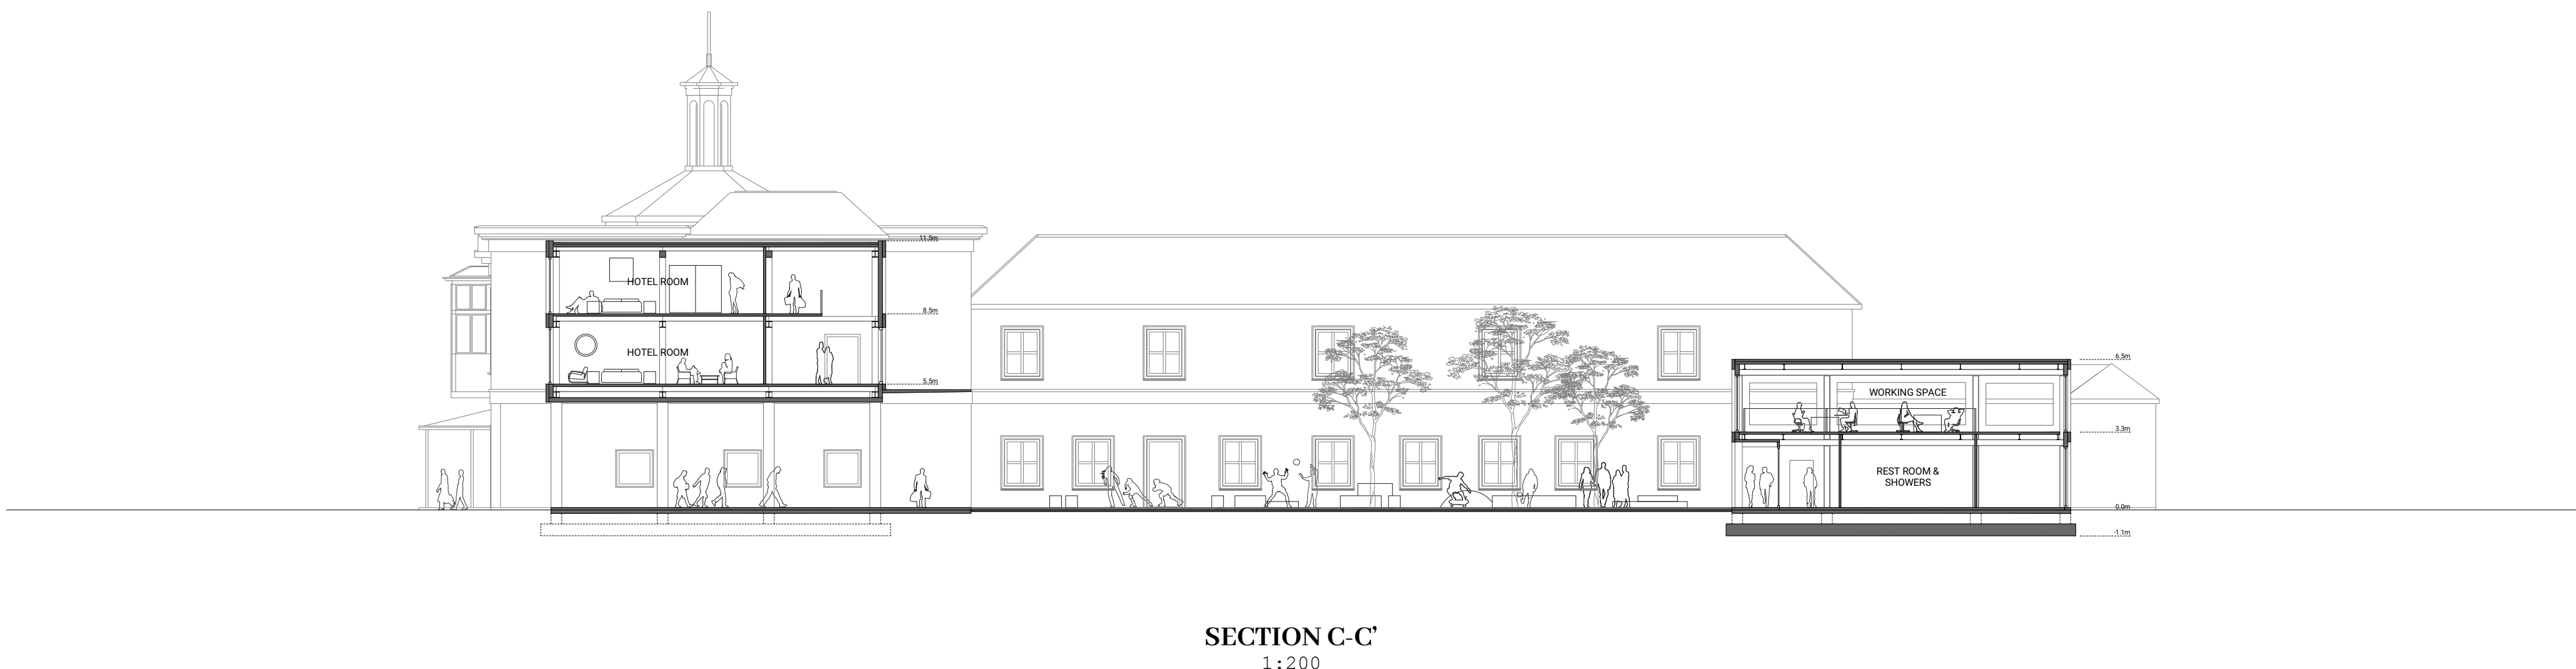 11.5m
HOTEL ROOM
8.5m
HOTEL ROOM
5.5m
6.5m
WORKING SPACE
3.3m
REST ROOM &
SHOWERS
0.0m
-1.1m
SECTION C-C’
1:200